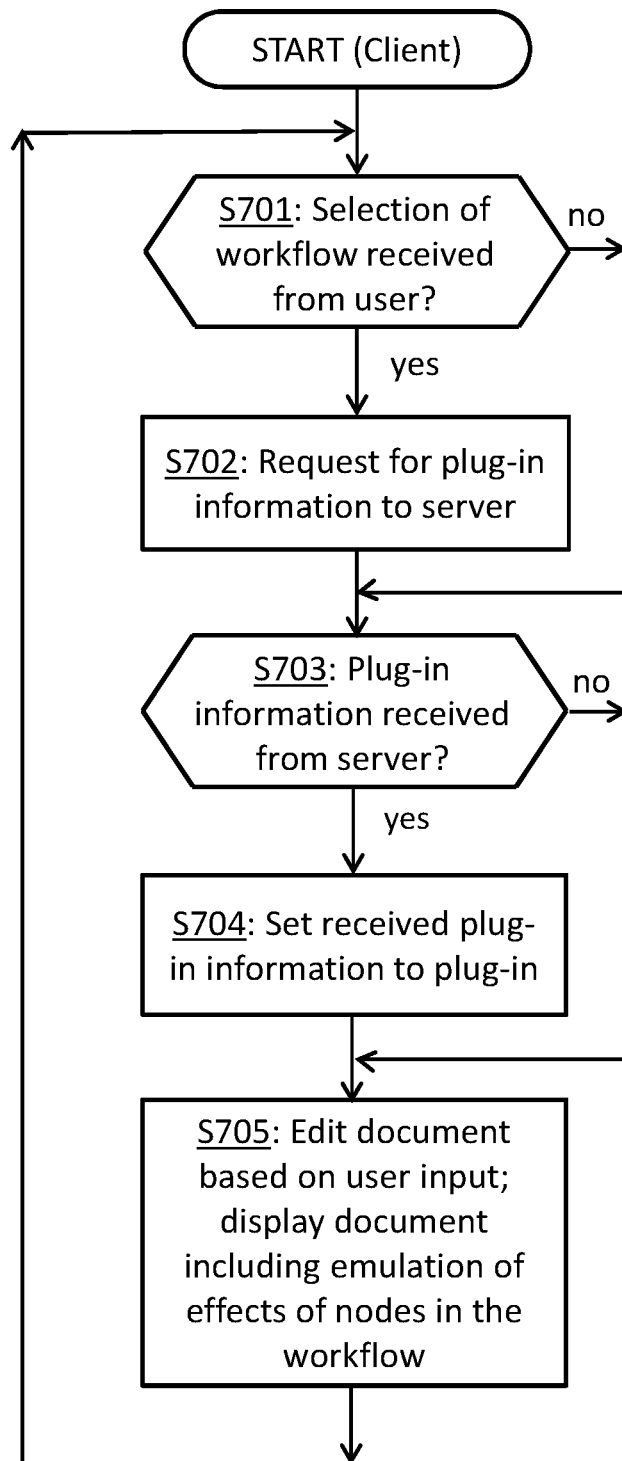 START (Client)
S701: Selection of
workflow received
from user?
no
yes
S702: Request for plug-in
information to server
S703: Plug-in
information received
from server?
no
yes
S704: Set received plug-
in information to plug-in
S705: Edit document
based on user input;
display document
including emulation of
effects of nodes in the
workflow